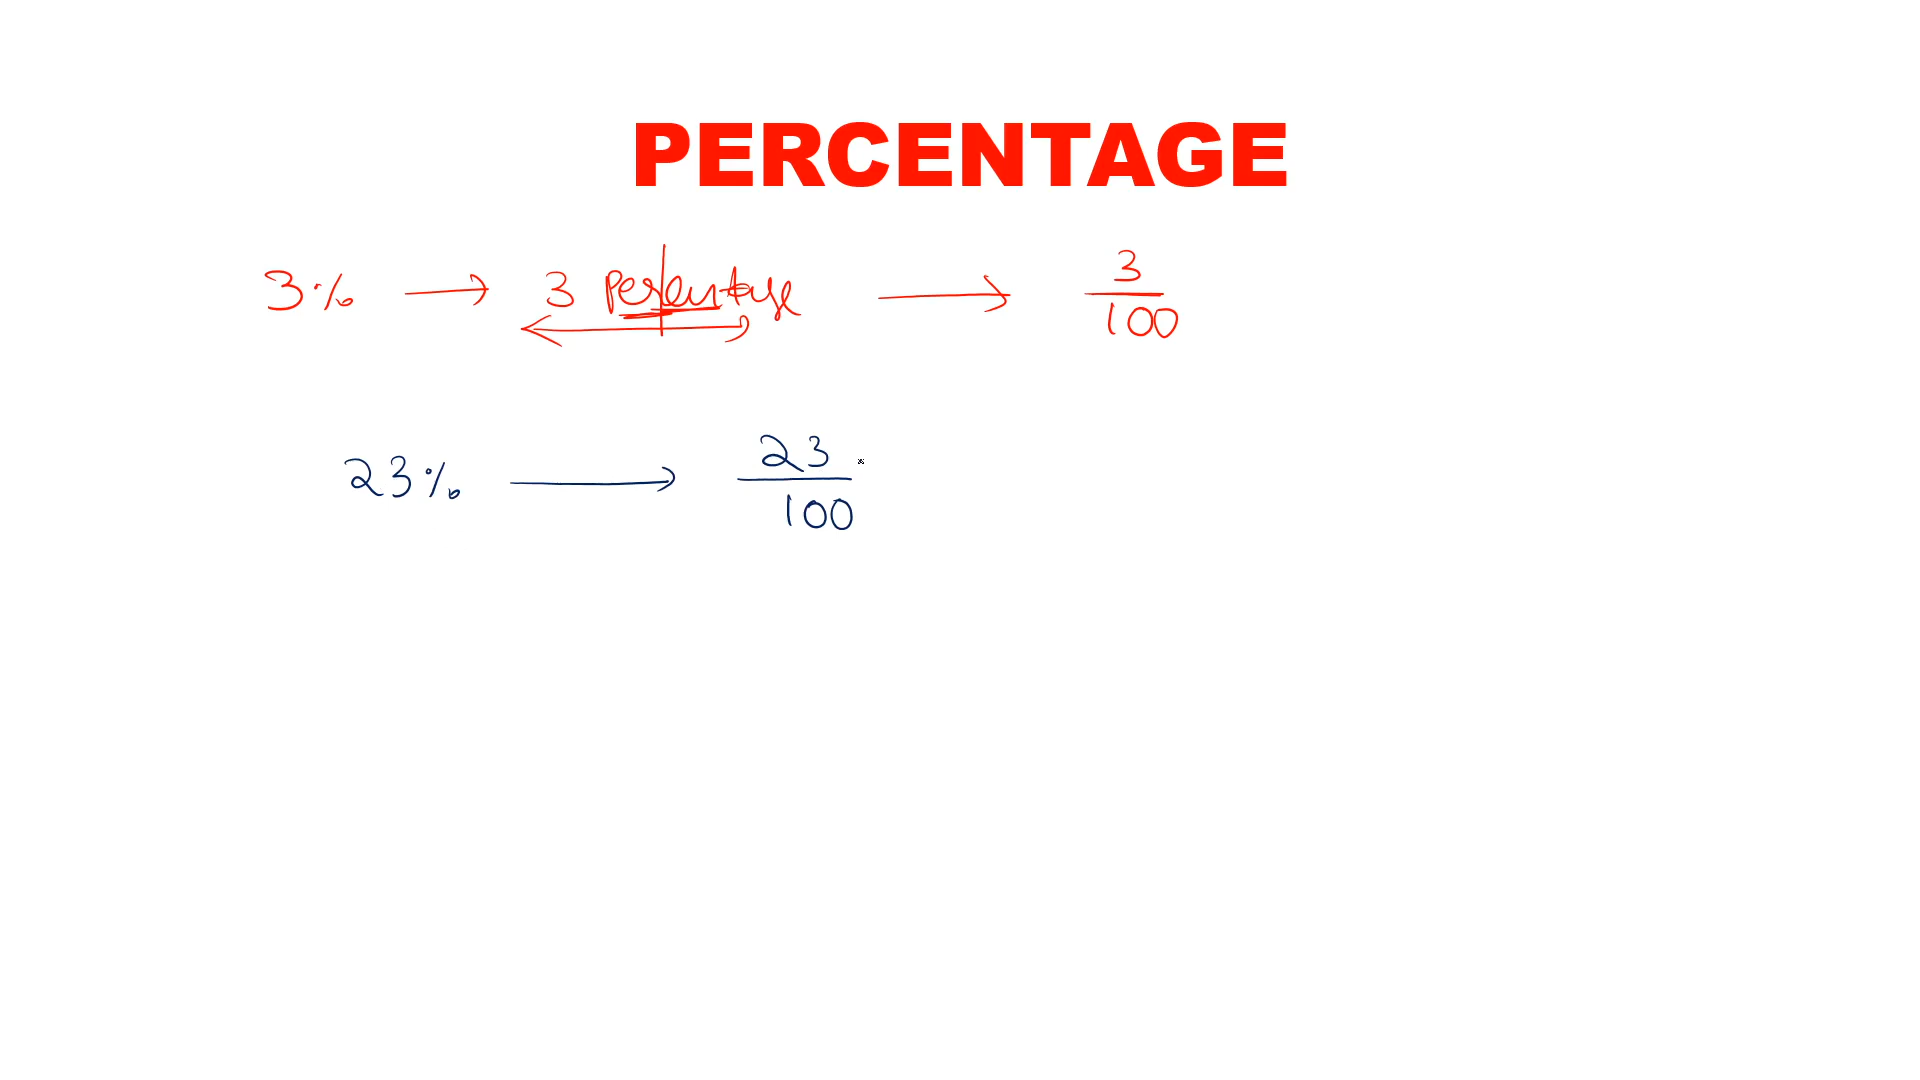 PERCENTAGE
3% → 3 Percentage → 3/100
23% → 23/100